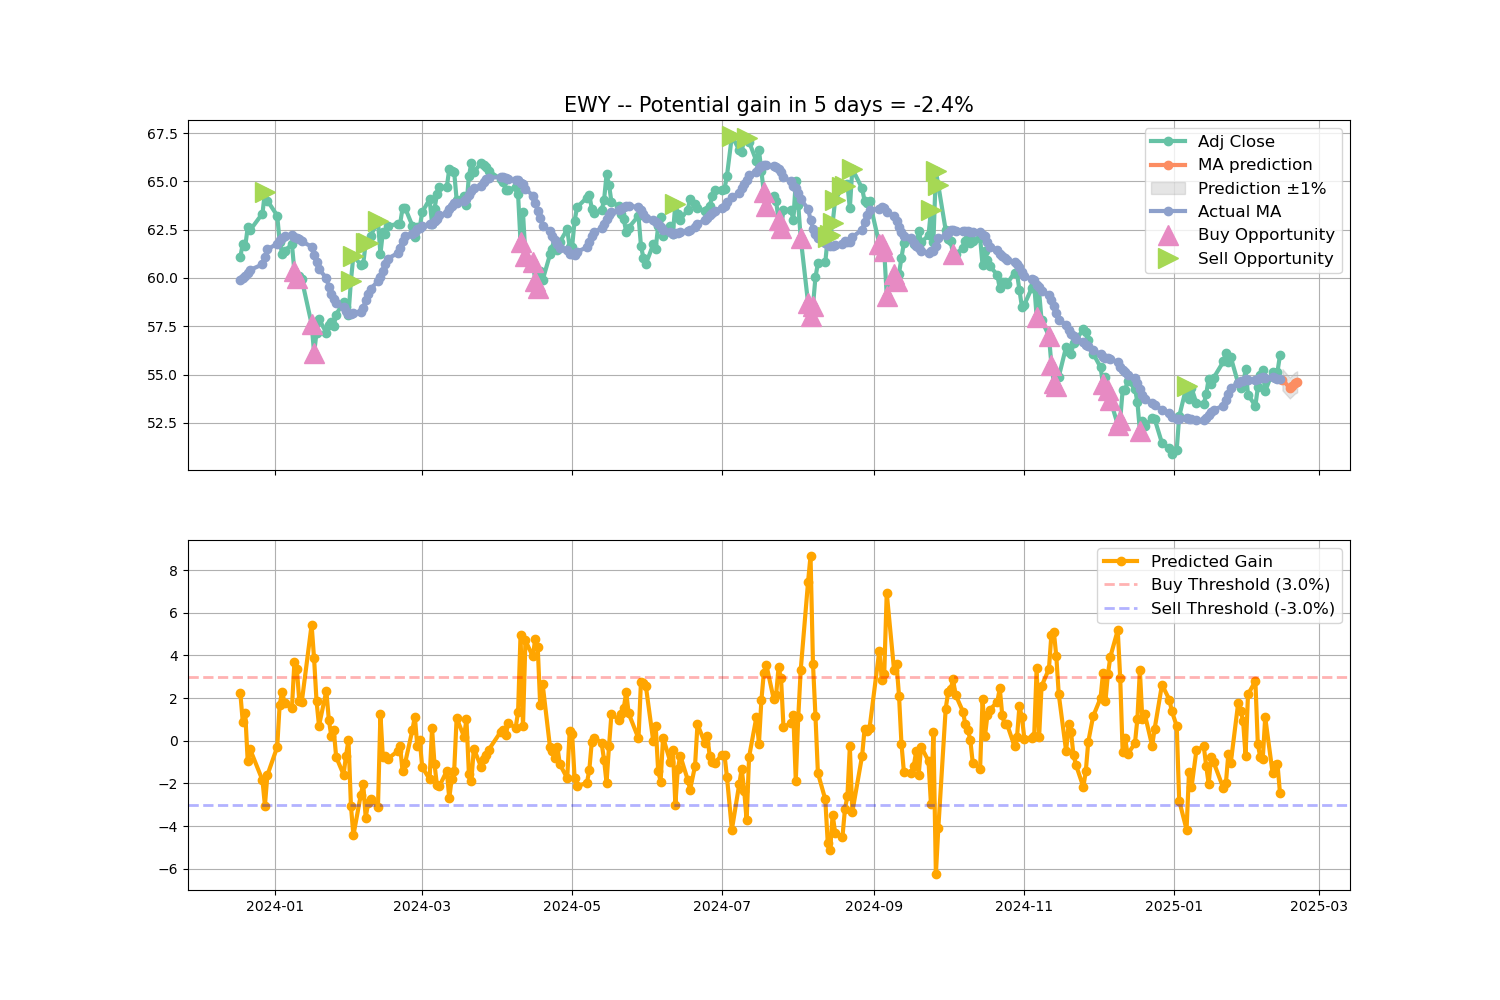 EWY -- Potential gain in 5 days = -2.4%
67.5
65.0
62.5
60.0
57.5
55.0
52.5
Adj Close
MA prediction
Prediction ±1%
Actual MA
Buy Opportunity
Sell Opportunity
8
6
4
2
0
−2
−4
−6
Predicted Gain
Buy Threshold (3.0%)
Sell Threshold (-3.0%)
2024-01 2024-03 2024-05 2024-07 2024-09 2024-11 2025-01 2025-03